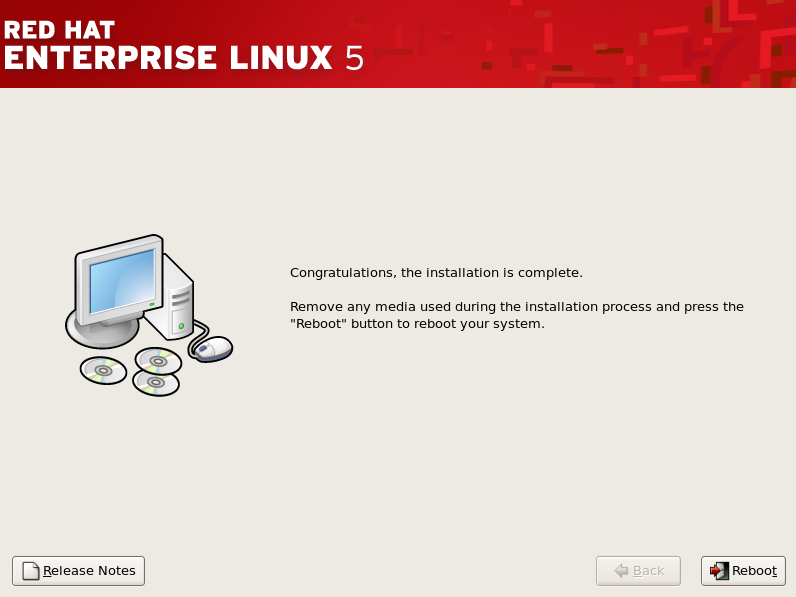 RED HAT
ENTERPRISE LINUX 5
Congratulations, the installation is complete.
Remove any media used during the installation process and press the
"Reboot" button to reboot your system.
Release Notes
Back
Reboot